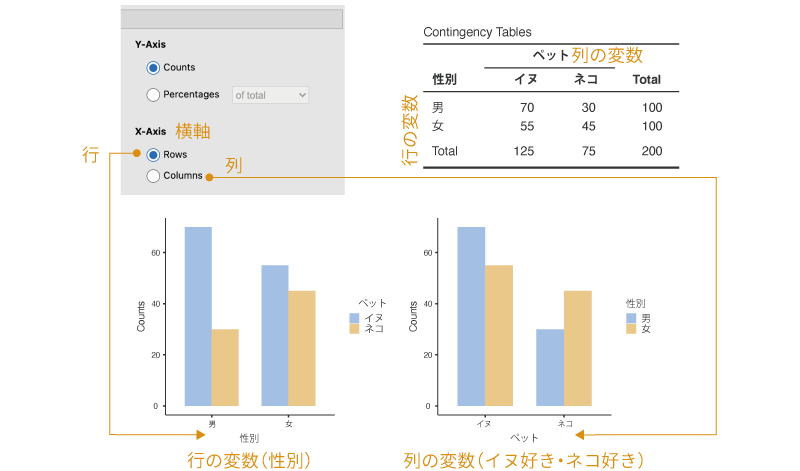 Y-Axis
Counts
Percentages
of total
X-Axis 横軸
行
Rows
Columns
列
Contingency Tables
ペット 列の変数
性別 イヌ ネコ Total
行の変数
男 70 30 100
女 55 45 100
Total 125 75 200
60
40
20
0
Counts
男 女
性別
ペット
イヌ
ネコ
行の変数(性別)
60
40
20
0
Counts
イヌ ネコ
ペット
性別
男
女
列の変数(イヌ好き・ネコ好き)